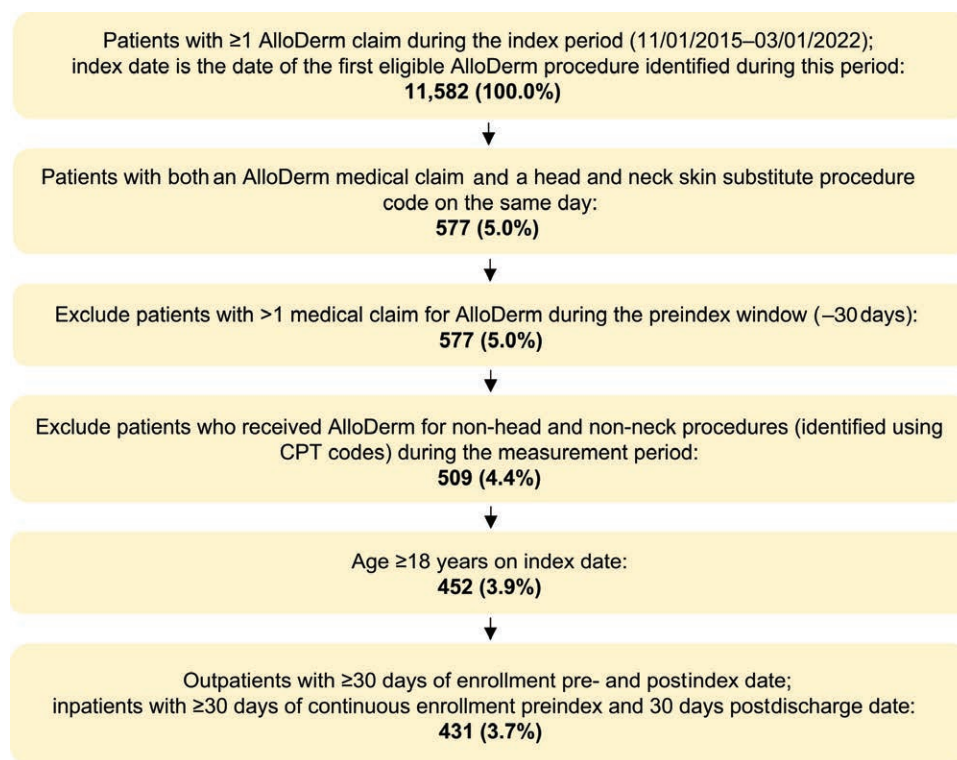 Patients with ≥1 AlloDerm claim during the index period (11/01/2015–03/01/2022);
index date is the date of the first eligible AlloDerm procedure identified during this period:
11,582 (100.0%)
Patients with both an AlloDerm medical claim and a head and neck skin substitute procedure
code on the same day:
577 (5.0%)
Exclude patients with >1 medical claim for AlloDerm during the preindex window (–30 days):
577 (5.0%)
Exclude patients who received AlloDerm for non-head and non-neck procedures (identified using
CPT codes) during the measurement period:
509 (4.4%)
Age ≥18 years on index date:
452 (3.9%)
Outpatients with ≥30 days of enrollment pre- and postindex date;
inpatients with ≥30 days of continuous enrollment preindex and 30 days postdischarge date:
431 (3.7%)